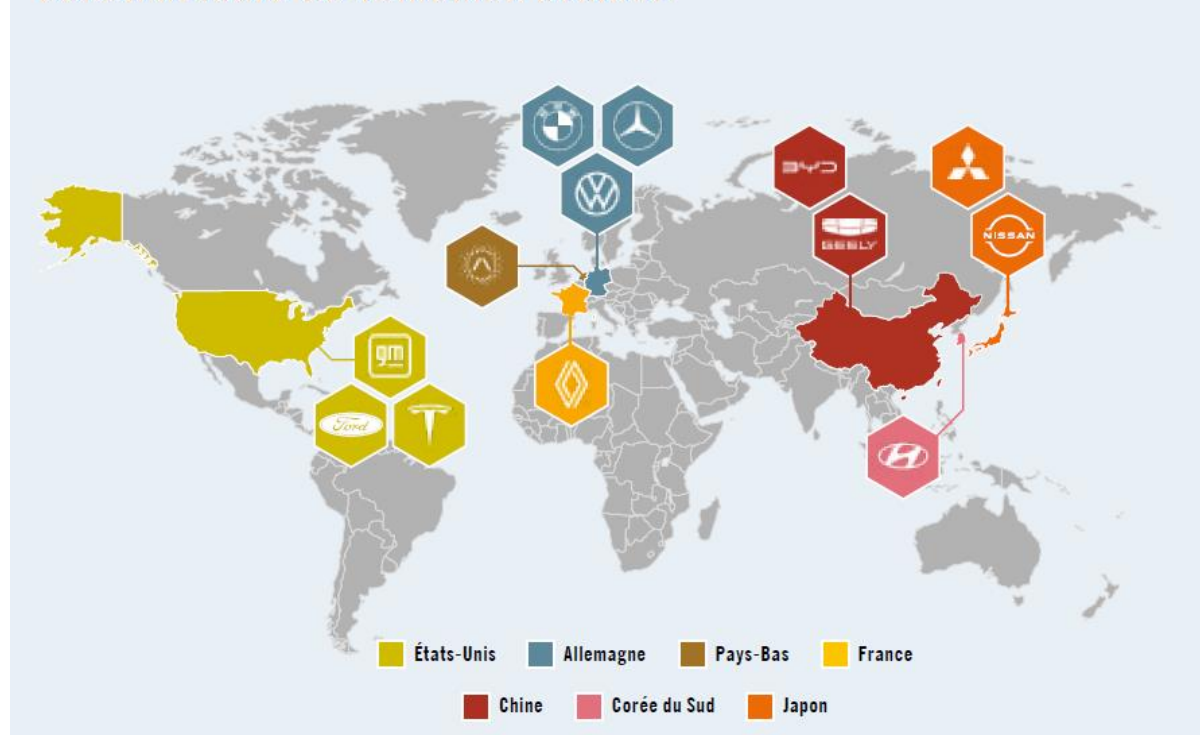 BYD
GEELY
NISSAN
gm
Ford
États-Unis
Allemagne
Pays-Bas
France
Chine
Corée du Sud
Japon